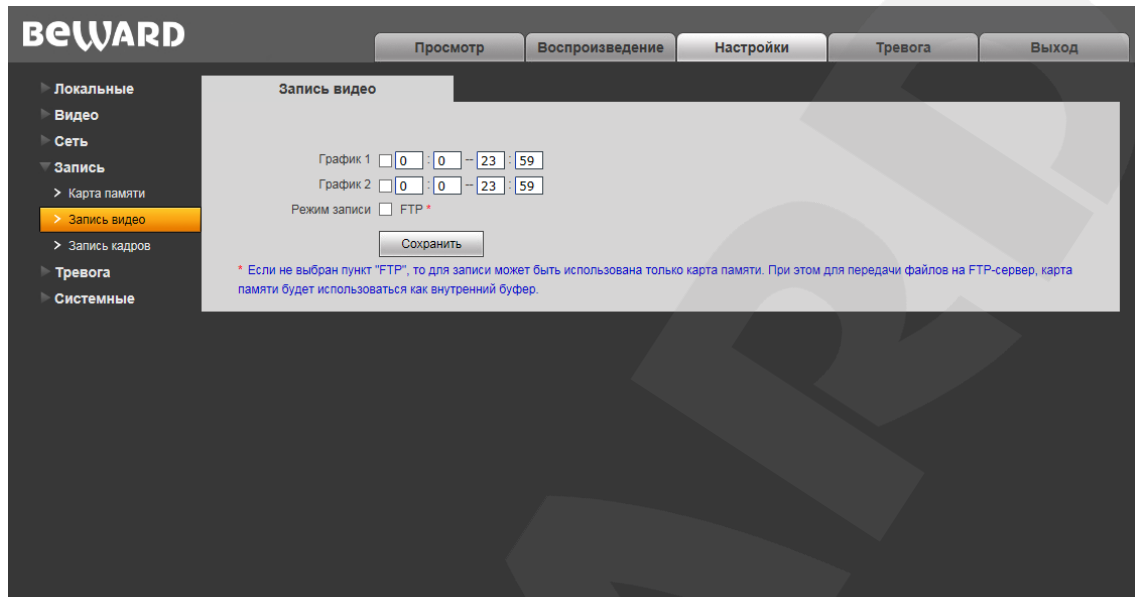 BEWARD
Просмотр Воспроизведение Настройки Тревога Выход
Локальные
Видео
Сеть
Запись
Карта памяти
Запись видео
Запись кадров
Тревога
Системные
Запись видео
График 1 0 : 0 -- 23 : 59
График 2 0 : 0 -- 23 : 59
Режим записи FTP *
Сохранить
* Если не выбран пункт "FTP", то для записи может быть использована только карта памяти. При этом для передачи файлов на FTP-сервер, карта
памяти будет использоваться как внутренний буфер.